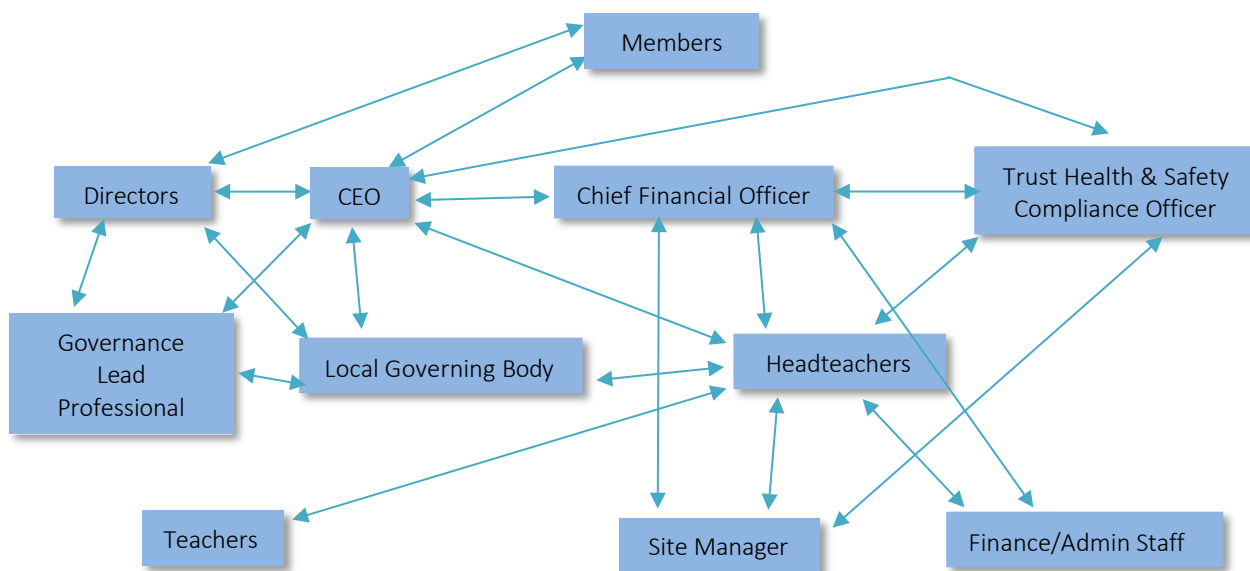 Members
Directors
CEO
Chief Financial Officer
Trust Health & Safety
Compliance Officer
Governance
Lead
Professional
Local Governing Body
Headteachers
Teachers
Site Manager
Finance/Admin Staff